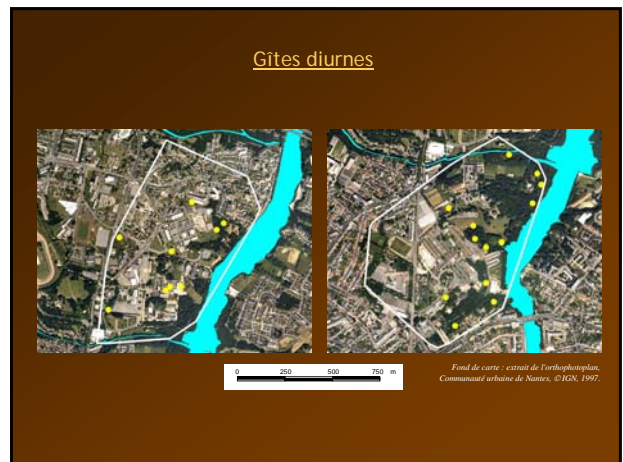 Gîtes diurnes
0 250 500 750 m
Fond de carte : extrait de l'orthophotoplan,
Communauté urbaine de Nantes, © IGN, 1997.